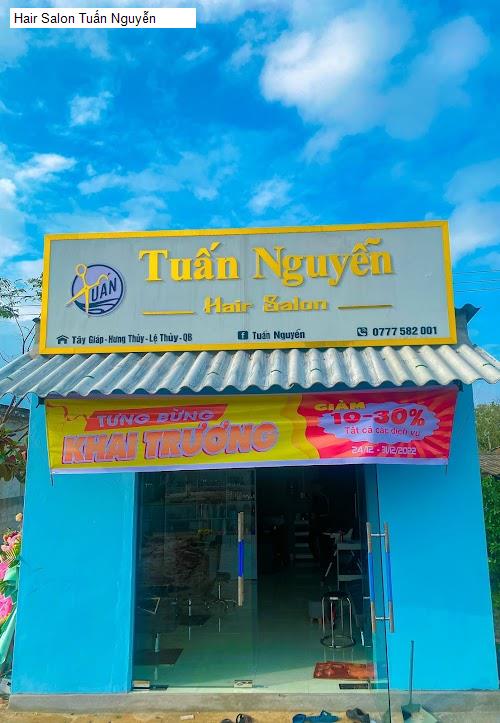 Hair Salon Tuấn Nguyễn
Tuấn Nguyễn
Hair Salon
TUẤN
Tây Giáp-Hưng Thủy-Lệ Thủy-QB
Tuấn Nguyễn
0777 582 001
TƯNG BỪNG
KHAI TRƯƠNG
GIẢM
10-30%
Tất cả các dịch vụ
24/12 - 31/12/2022